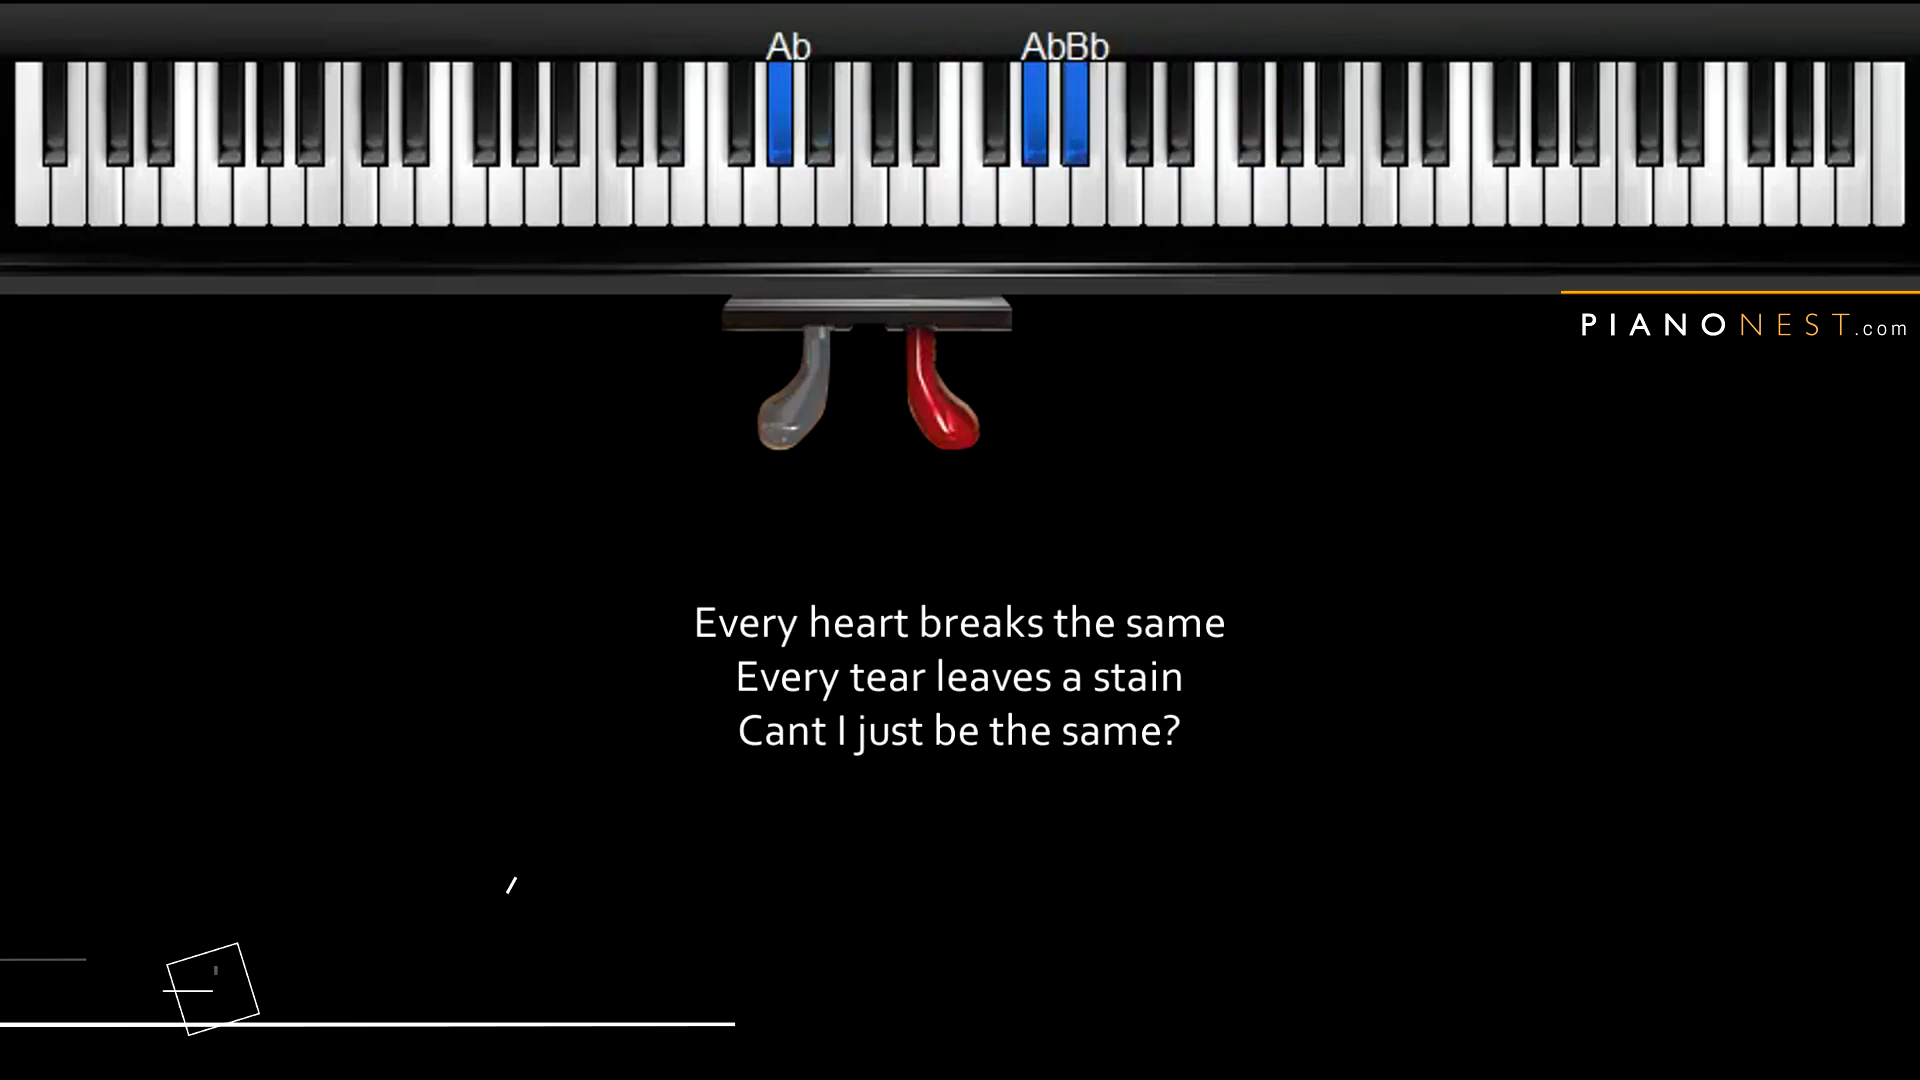 Ab AbBb
PIANONEST.com
Every heart breaks the same
Every tear leaves a stain
Cant I just be the same?